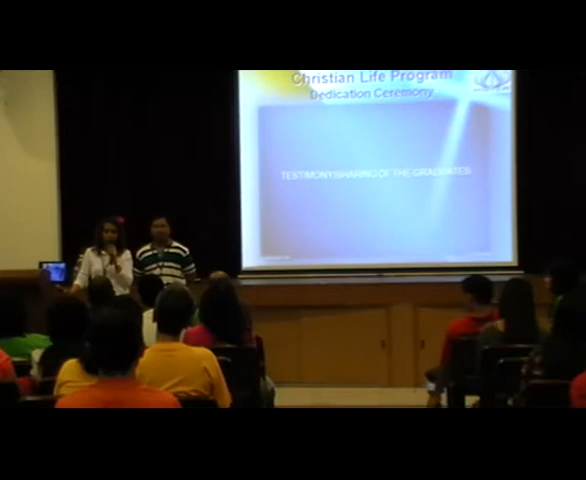 Christian Life Program
Dedication Ceremony
TESTIMONY/SHARING OF THE GRADUATES